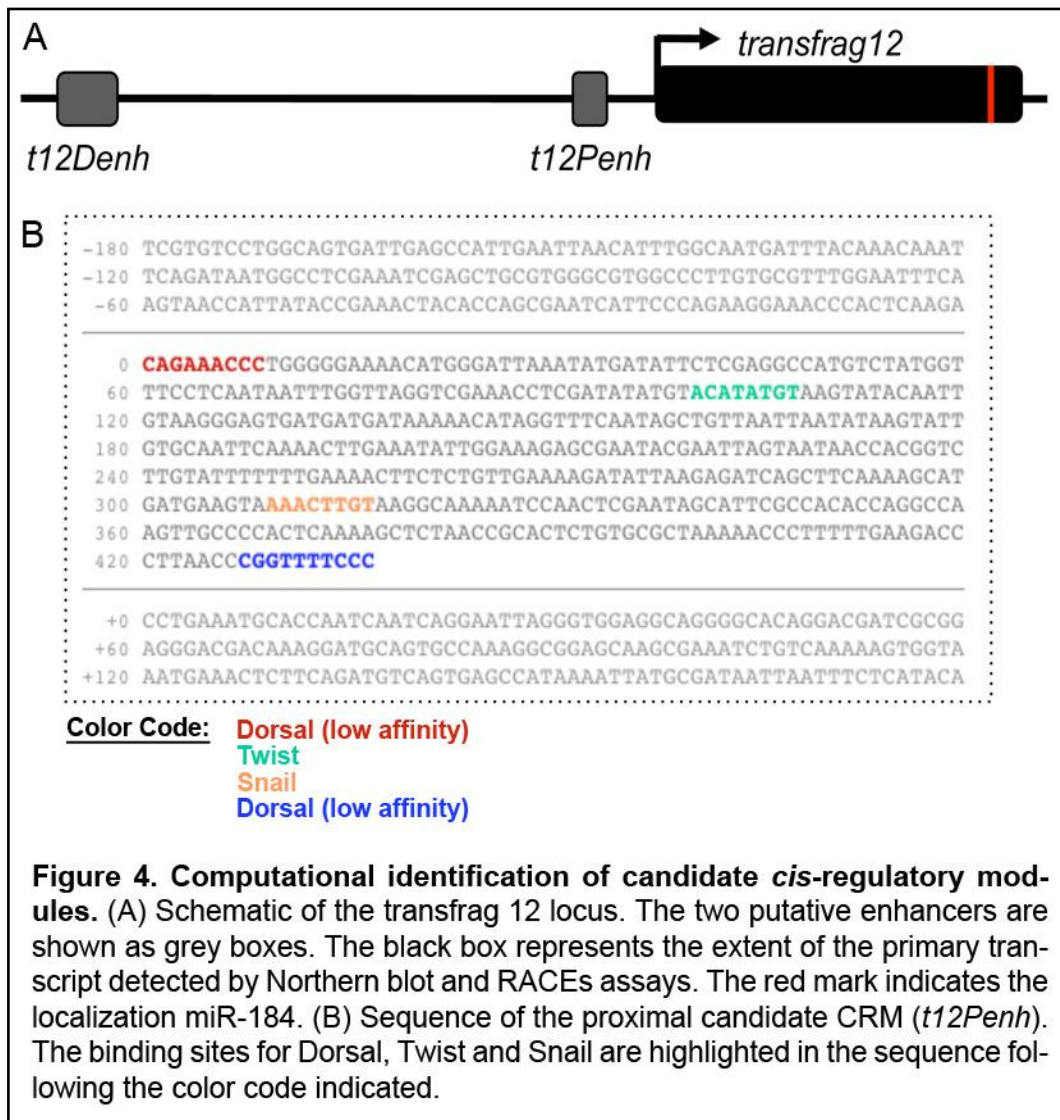 A
transfrag12
t12Denh
t12Penh
B
-180 TCGTGTCCTGGCAGTGATTGAGCCATTGAATTAACATTTGGCAATGATTTACAAACAAAT
-120 TCAGATAATGGCCTCGAAATCGAGCTGCGTGGGCGTGGCCCTTGTGCGTTTGGAATTTCA
-60 AGTAACCATTATACCGAAACTACACCAGCGAATCATTCCCAGAAGGAAACCCACTCAAGA
0 CAGAAACCCTGGGGGAAAACATGGGATTAAATATGATATTCTCGAGGCCATGTCTATGGT
60 TTCCTCAATAATTTGGTTAGGTCGAAACCTCGATATATGTACATATGTAAGTATACAATT
120 GTAAGGGAGTGATGATGATAAAAACATAGGTTTCAATAGCTGTTAATTAATATAAGTATT
180 GTGCAATTCAAAACTTGAAATATTGGAAAGAGCGAATACGAATTAGTAATAACCACGGTC
240 TTGTATTTTTTTGAAAACTTCTCTGTTGAAAAGATATTAAGAGATCAGCTTCAAAAGCAT
300 GATGAAGTAAAACTTGTAAGGCAAAAATCCAACTCGAATAGCATTCGCCACACCAGGCCA
360 AGTTGCCCCACTCAAAAGCTCTAACCGCACTCTGTGCGCTAAAAACCCTTTTTGAAGACC
420 CTTAACCCGGTTTTCCC
+0 CCTGAAATGCACCAATCAATCAGGAATTAGGGTGGAGGCAGGGGCACAGGACGATCGCGG
+60 AGGGACGACAAAGGATGCAGTGCCAAAGGCGGAGCAAGCGAAATCTGTCAAAAAGTGGTA
+120 AATGAAACTCTTCAGATGTCAGTGAGCCATAAAATTATGCGATAATTAATTTCTCATACA
Color Code: Dorsal (low affinity)
Twist
Snail
Dorsal (low affinity)
Figure 4. Computational identification of candidate cis-regulatory mod-
ules. (A) Schematic of the transfrag 12 locus. The two putative enhancers are
shown as grey boxes. The black box represents the extent of the primary tran-
script detected by Northern blot and RACEs assays. The red mark indicates the
localization miR-184. (B) Sequence of the proximal candidate CRM (t12Penh).
The binding sites for Dorsal, Twist and Snail are highlighted in the sequence fol-
lowing the color code indicated.